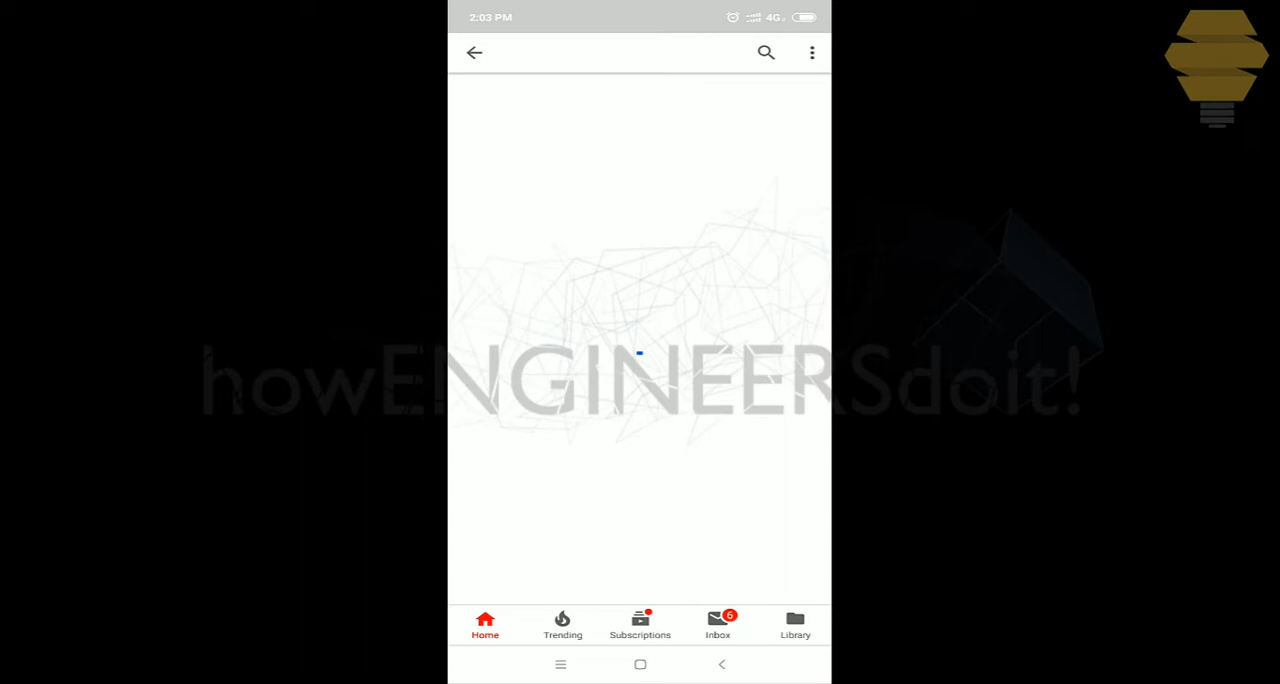 2:03 PM
4G
howENGINEERSdoit!
6
Home
Trending
Subscriptions
Inbox
Library